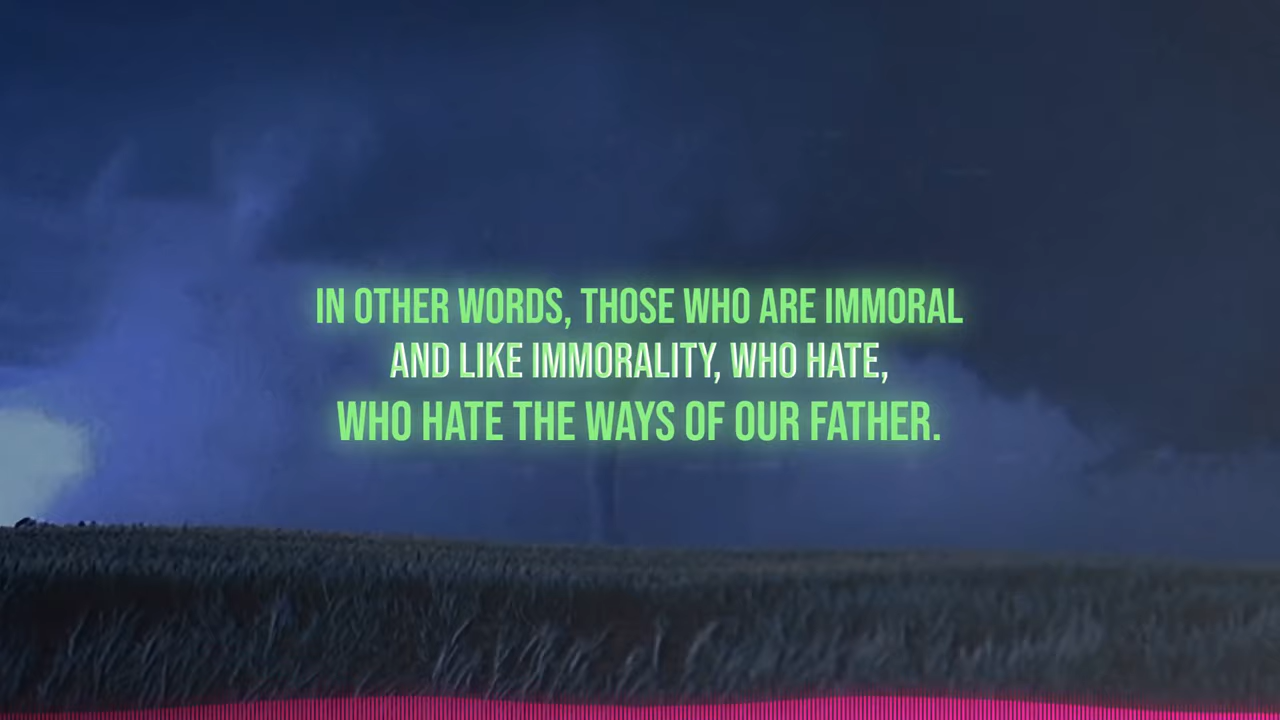 IN OTHER WORDS, THOSE WHO ARE IMMORAL
AND LIKE IMMORALITY, WHO HATE,
WHO HATE THE WAYS OF OUR FATHER.